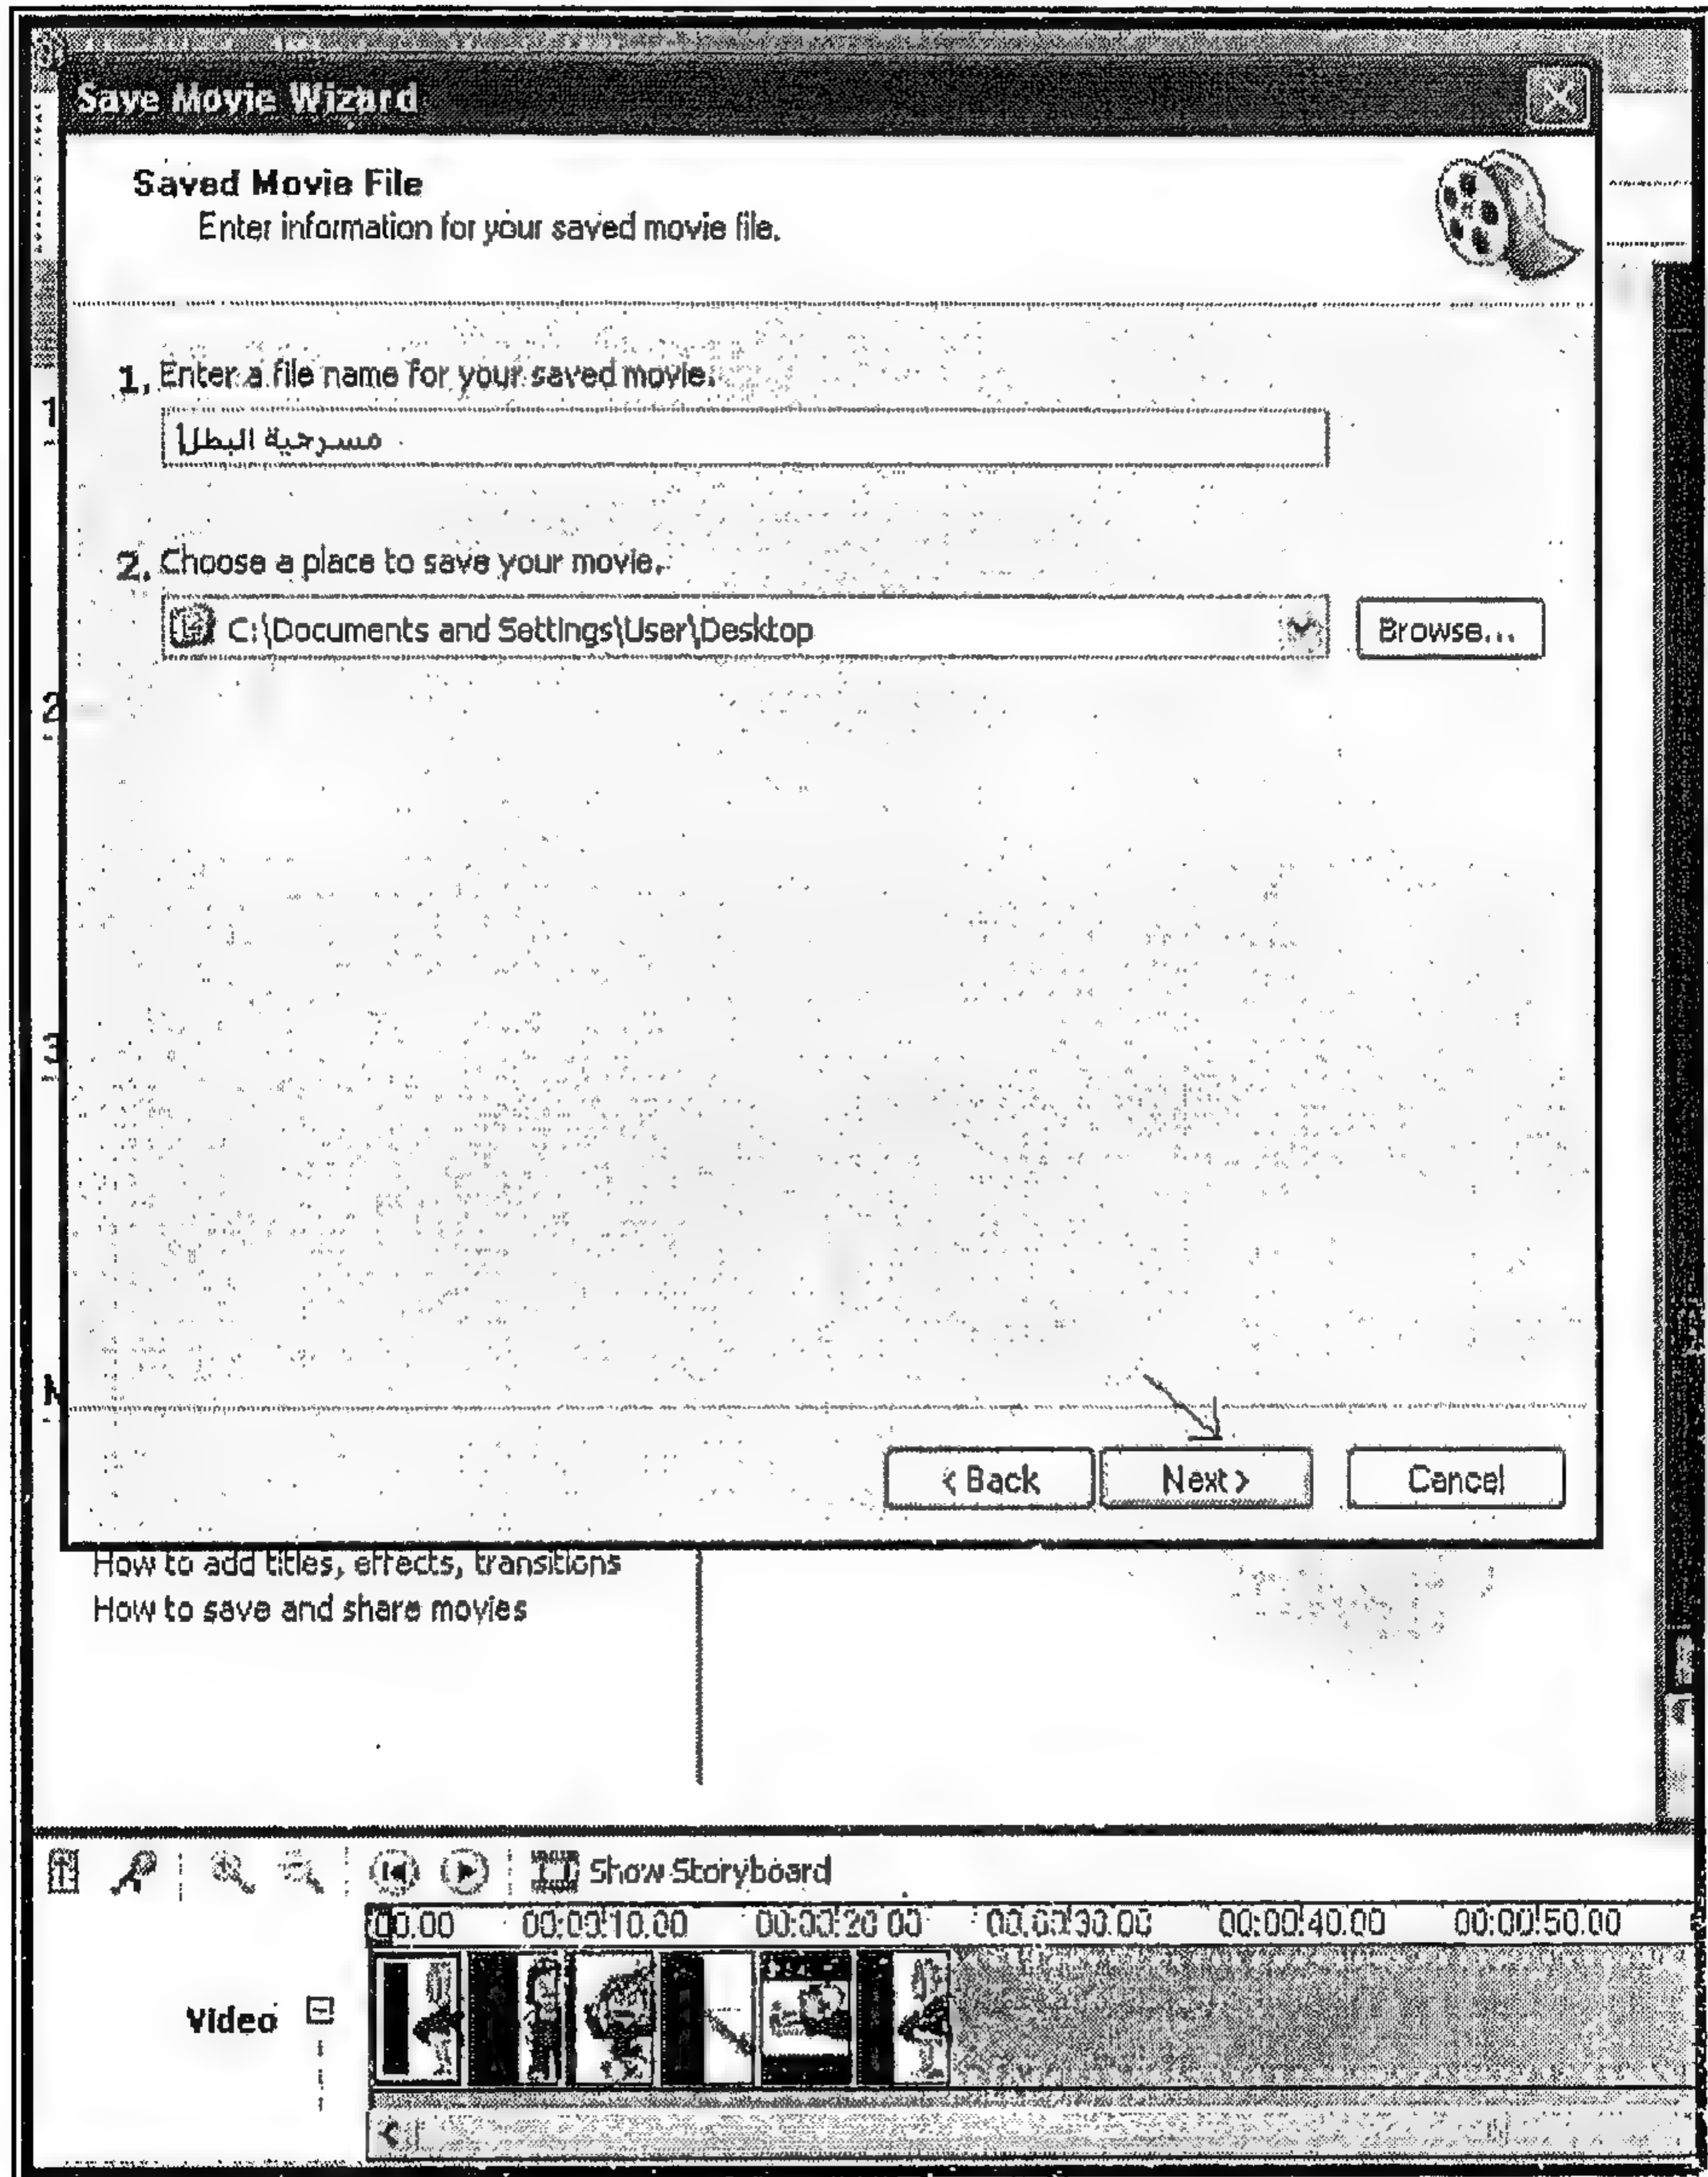 Save Movie Wizard
Saved Movie File
Enter information for your saved movie file.
1. Enter a file name for your saved movie.
مسرحية البطل
2. Choose a place to save your movie.
C:\Documents and Settings\User\Desktop
Browse...
1
2
3
< Back
Next >
Cancel
How to add titles, effects, transitions
How to save and share movies
Show Storyboard
00.00 00:00:10.00 00:00:20.00 00:00:30.00 00:00:40.00 00:00:50.00
Video